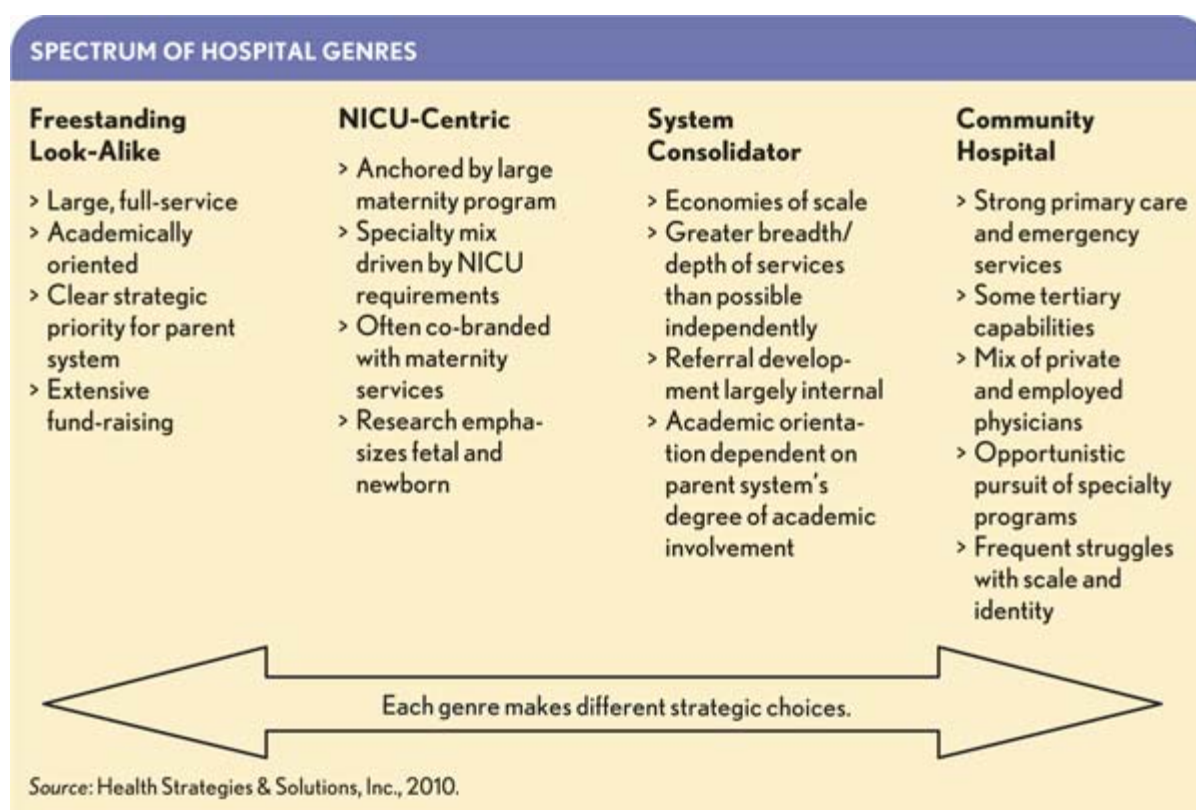 SPECTRUM OF HOSPITAL GENRES
Freestanding
Look-Alike
> Large, full-service
> Academically
oriented
> Clear strategic
priority for parent
system
> Extensive
fund-raising
NICU-Centric
> Anchored by large
maternity program
> Specialty mix
driven by NICU
requirements
> Often co-branded
with maternity
services
> Research empha-
sizes fetal and
newborn
System
Consolidator
> Economies of scale
> Greater breadth/
depth of services
than possible
independently
> Referral develop-
ment largely internal
> Academic orienta-
tion dependent on
parent system's
degree of academic
involvement
Community
Hospital
> Strong primary care
and emergency
services
> Some tertiary
capabilities
> Mix of private
and employed
physicians
> Opportunistic
pursuit of specialty
programs
> Frequent struggles
with scale and
identity
Each genre makes different strategic choices.
Source: Health Strategies & Solutions, Inc., 2010.